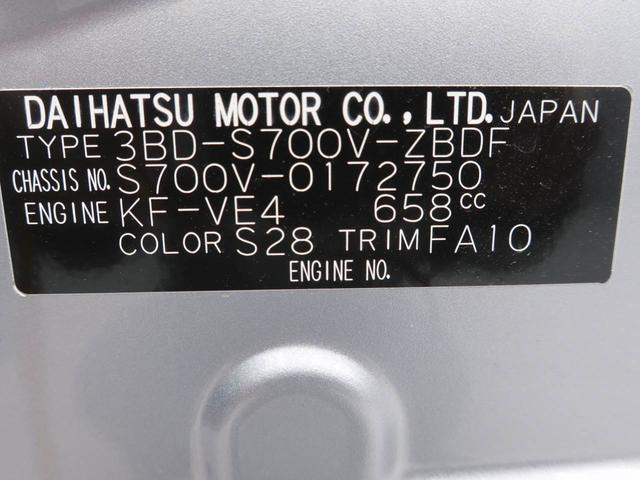 DAIHATSU MOTOR CO.,LTD. JAPAN
TYPE 3BD-S700V-ZBDF
CHASSIS NO. S700V-0172750
ENGINE KF-VE4 658cc
COLOR S28 TRIM FA10
ENGINE NO.